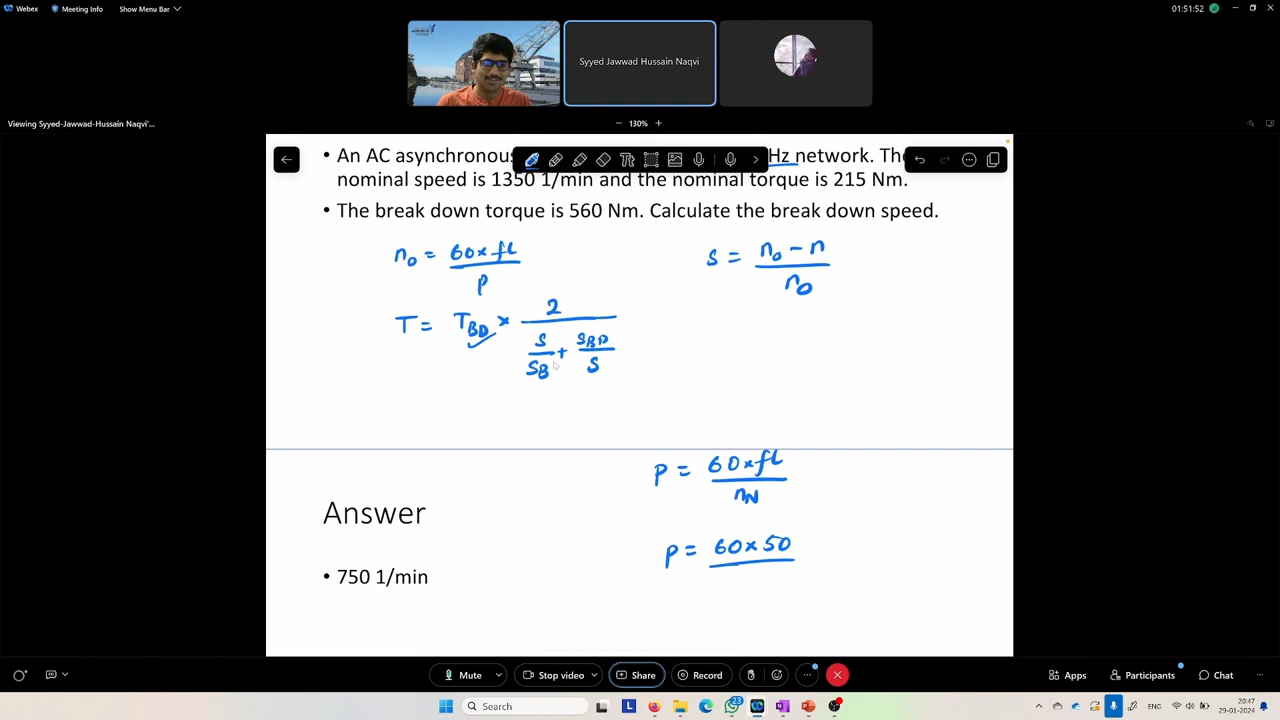 Webex
Meeting Info
Show Menu Bar
01:51:52
Syyed Jawwad Hussain Naqvi
Viewing Syyed-Jawwad-Hussain Naqvi'...
130%
• An AC asynchronous Hz network. The
nominal speed is 1350 1/min and the nominal torque is 215 Nm.
• The break down torque is 560 Nm. Calculate the break down speed.
n₀ = 60×fL / P
S = n₀ - n / n₀
T = T_BD × 2 / (S/S_B + S_BD/S)
P = 60×fL / n_N
Answer
P = 60×50
• 750 1/min
Mute
Stop video
Share
Record
Apps
Participants
Chat
Search
23
ENG
20:47
29-01-2024